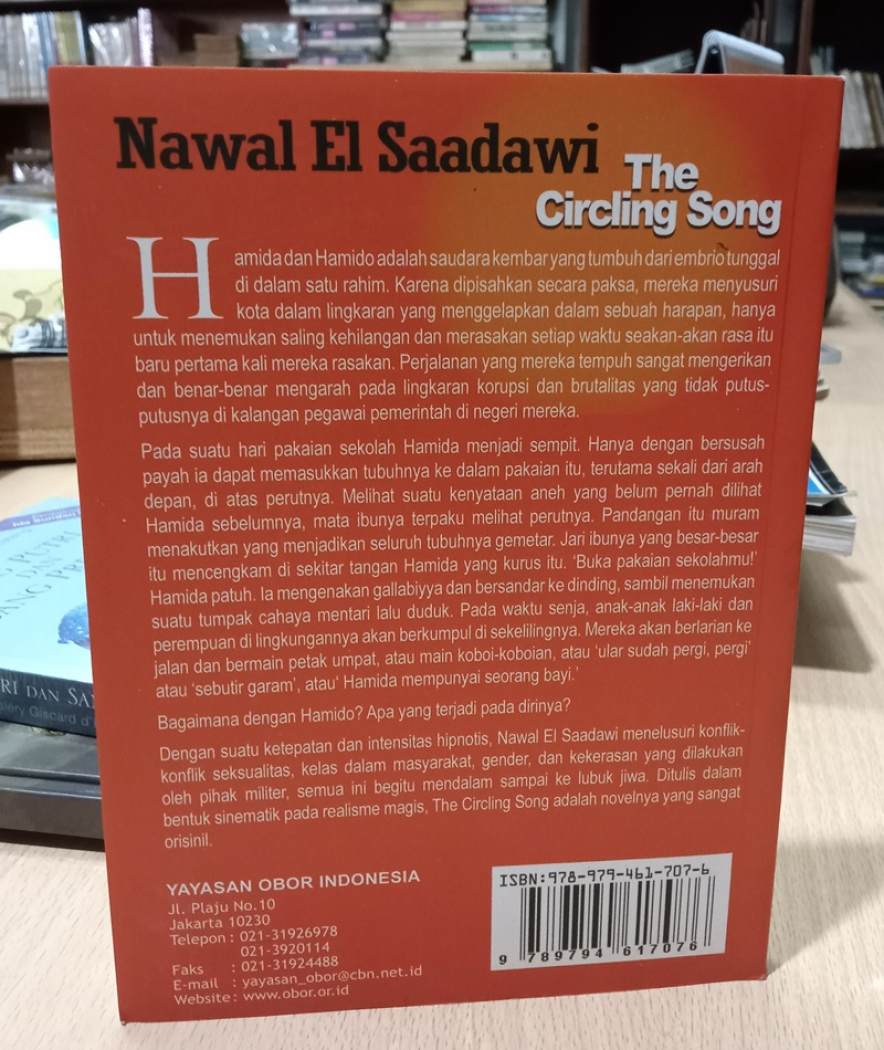 Nawal El Saadawi
The
Circling Song
Hamida dan Hamido adalah saudara kembar yang tumbuh dari embrio tunggal
di dalam satu rahim. Karena dipisahkan secara paksa, mereka menyusuri
kota dalam lingkaran yang menggelapkan dalam sebuah harapan, hanya
untuk menemukan saling kehilangan dan merasakan setiap waktu seakan-akan rasa itu
baru pertama kali mereka rasakan. Perjalanan yang mereka tempuh sangat mengerikan
dan benar-benar mengarah pada lingkaran korupsi dan brutalitas yang tidak putus-
putusnya di kalangan pegawai pemerintah di negeri mereka.
Pada suatu hari pakaian sekolah Hamida menjadi sempit. Hanya dengan bersusah
payah ia dapat memasukkan tubuhnya ke dalam pakaian itu, terutama sekali dari arah
depan, di atas perutnya. Melihat suatu kenyataan aneh yang belum pernah dilihat
Hamida sebelumnya, mata ibunya terpaku melihat perutnya. Pandangan itu muram
menakutkan yang menjadikan seluruh tubuhnya gemetar. Jari ibunya yang besar-besar
itu mencengkam di sekitar tangan Hamida yang kurus itu. 'Buka pakaian sekolahmu!'
Hamida patuh. Ia mengenakan gallabiyya dan bersandar ke dinding, sambil menemukan
suatu tumpak cahaya mentari lalu duduk. Pada waktu senja, anak-anak laki-laki dan
perempuan di lingkungannya akan berkumpul di sekelilingnya. Mereka akan berlarian ke
jalan dan bermain petak umpat, atau main koboi-koboian, atau 'ular sudah pergi, pergi'
atau 'sebutir garam', atau' Hamida mempunyai seorang bayi.'
Bagaimana dengan Hamido? Apa yang terjadi pada dirinya?
Dengan suatu ketepatan dan intensitas hipnotis, Nawal El Saadawi menelusuri konflik-
konflik seksualitas, kelas dalam masyarakat, gender, dan kekerasan yang dilakukan
oleh pihak militer, semua ini begitu mendalam sampai ke lubuk jiwa. Ditulis dalam
bentuk sinematik pada realisme magis, The Circling Song adalah novelnya yang sangat
orisinil.
YAYASAN OBOR INDONESIA
Jl. Plaju No.10
Jakarta 10230
Telepon : 021-31926978
021-3920114
Faks : 021-31924488
E-mail : yayasan_obor@cbn.net.id
Website : www.obor.or.id
ISBN:978-979-461-707-6
9 789794 617076